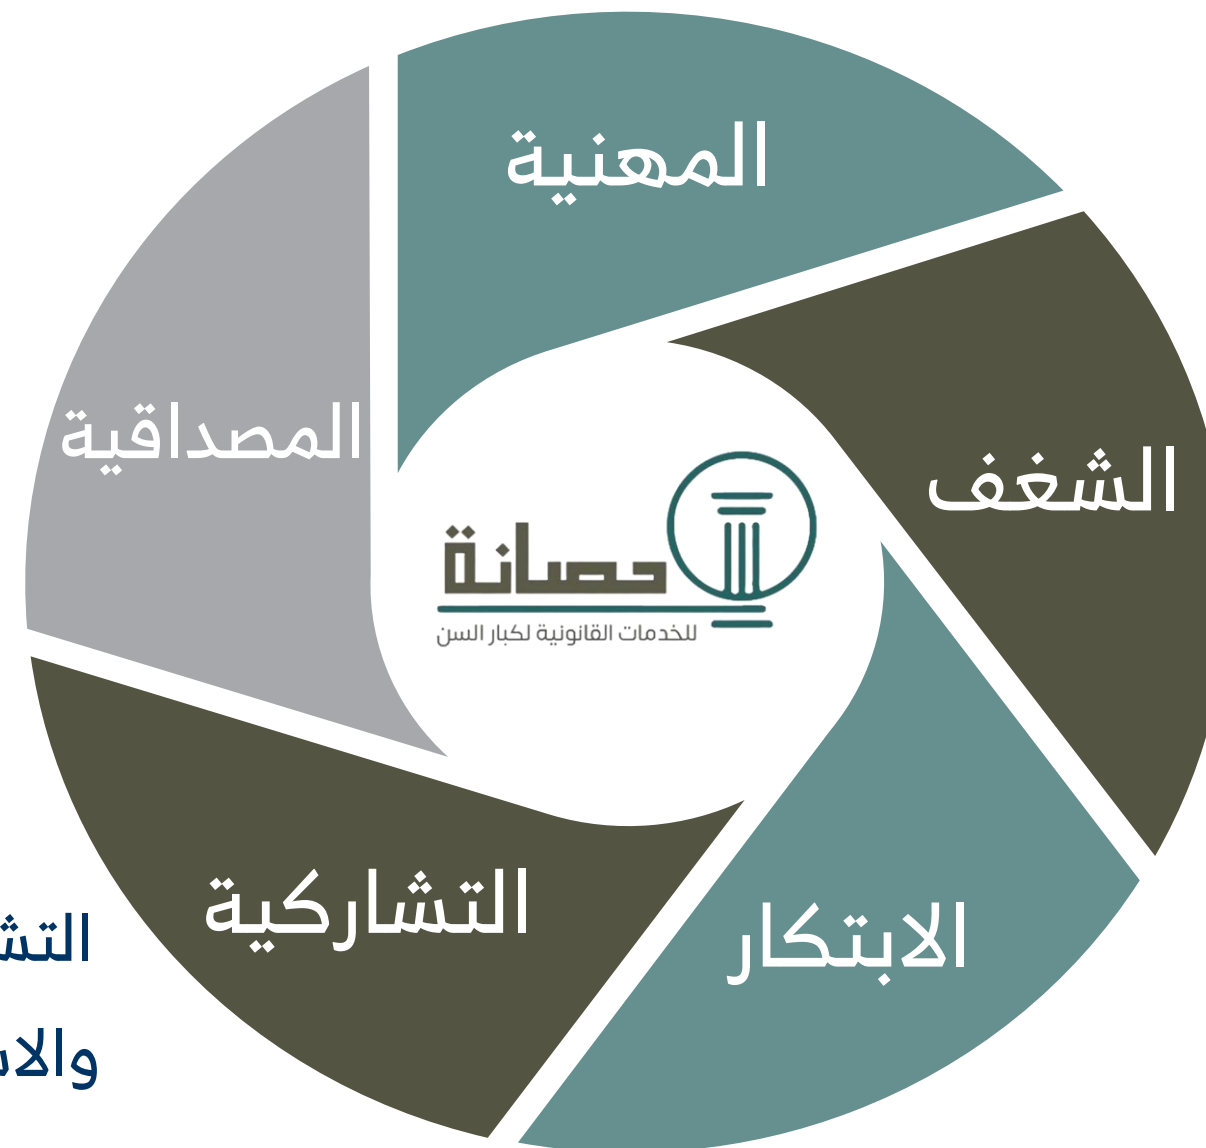 المهنية
الشغف
المصداقية
حصانة
للخدمات القانونية لكبار السن
التشاركية
الابتكار